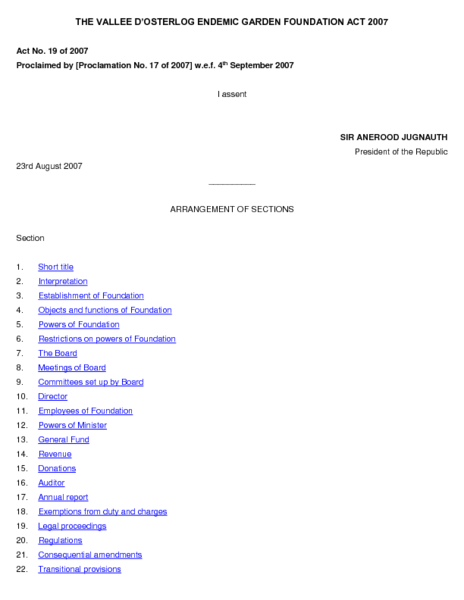 THE VALLEE D'OSTERLOG ENDEMIC GARDEN FOUNDATION ACT 2007
Act No. 19 of 2007
Proclaimed by [Proclamation No. 17 of 2007] w.e.f. 4th September 2007
I assent
SIR ANEROOD JUGNAUTH
President of the Republic
23rd August 2007
___________
ARRANGEMENT OF SECTIONS
Section
1. Short title
2. Interpretation
3. Establishment of Foundation
4. Objects and functions of Foundation
5. Powers of Foundation
6. Restrictions on powers of Foundation
7. The Board
8. Meetings of Board
9. Committees set up by Board
10. Director
11. Employees of Foundation
12. Powers of Minister
13. General Fund
14. Revenue
15. Donations
16. Auditor
17. Annual report
18. Exemptions from duty and charges
19. Legal proceedings
20. Regulations
21. Consequential amendments
22. Transitional provisions